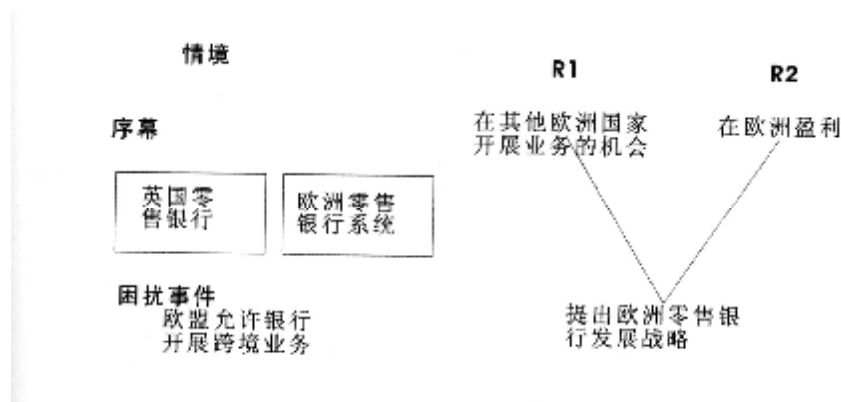 情境
序幕
英国零
售银行
欧洲零售
银行系统
困扰事件
欧盟允许银行
开展跨境业务
R1
在其他欧洲国家
开展业务的机会
R2
在欧洲盈利
提出欧洲零售银
行发展战略